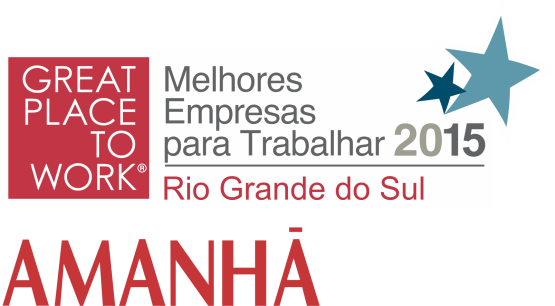 GREAT
PLACE
TO
WORK®
Melhores
Empresas
para Trabalhar 2015
Rio Grande do Sul
AMANHÃ